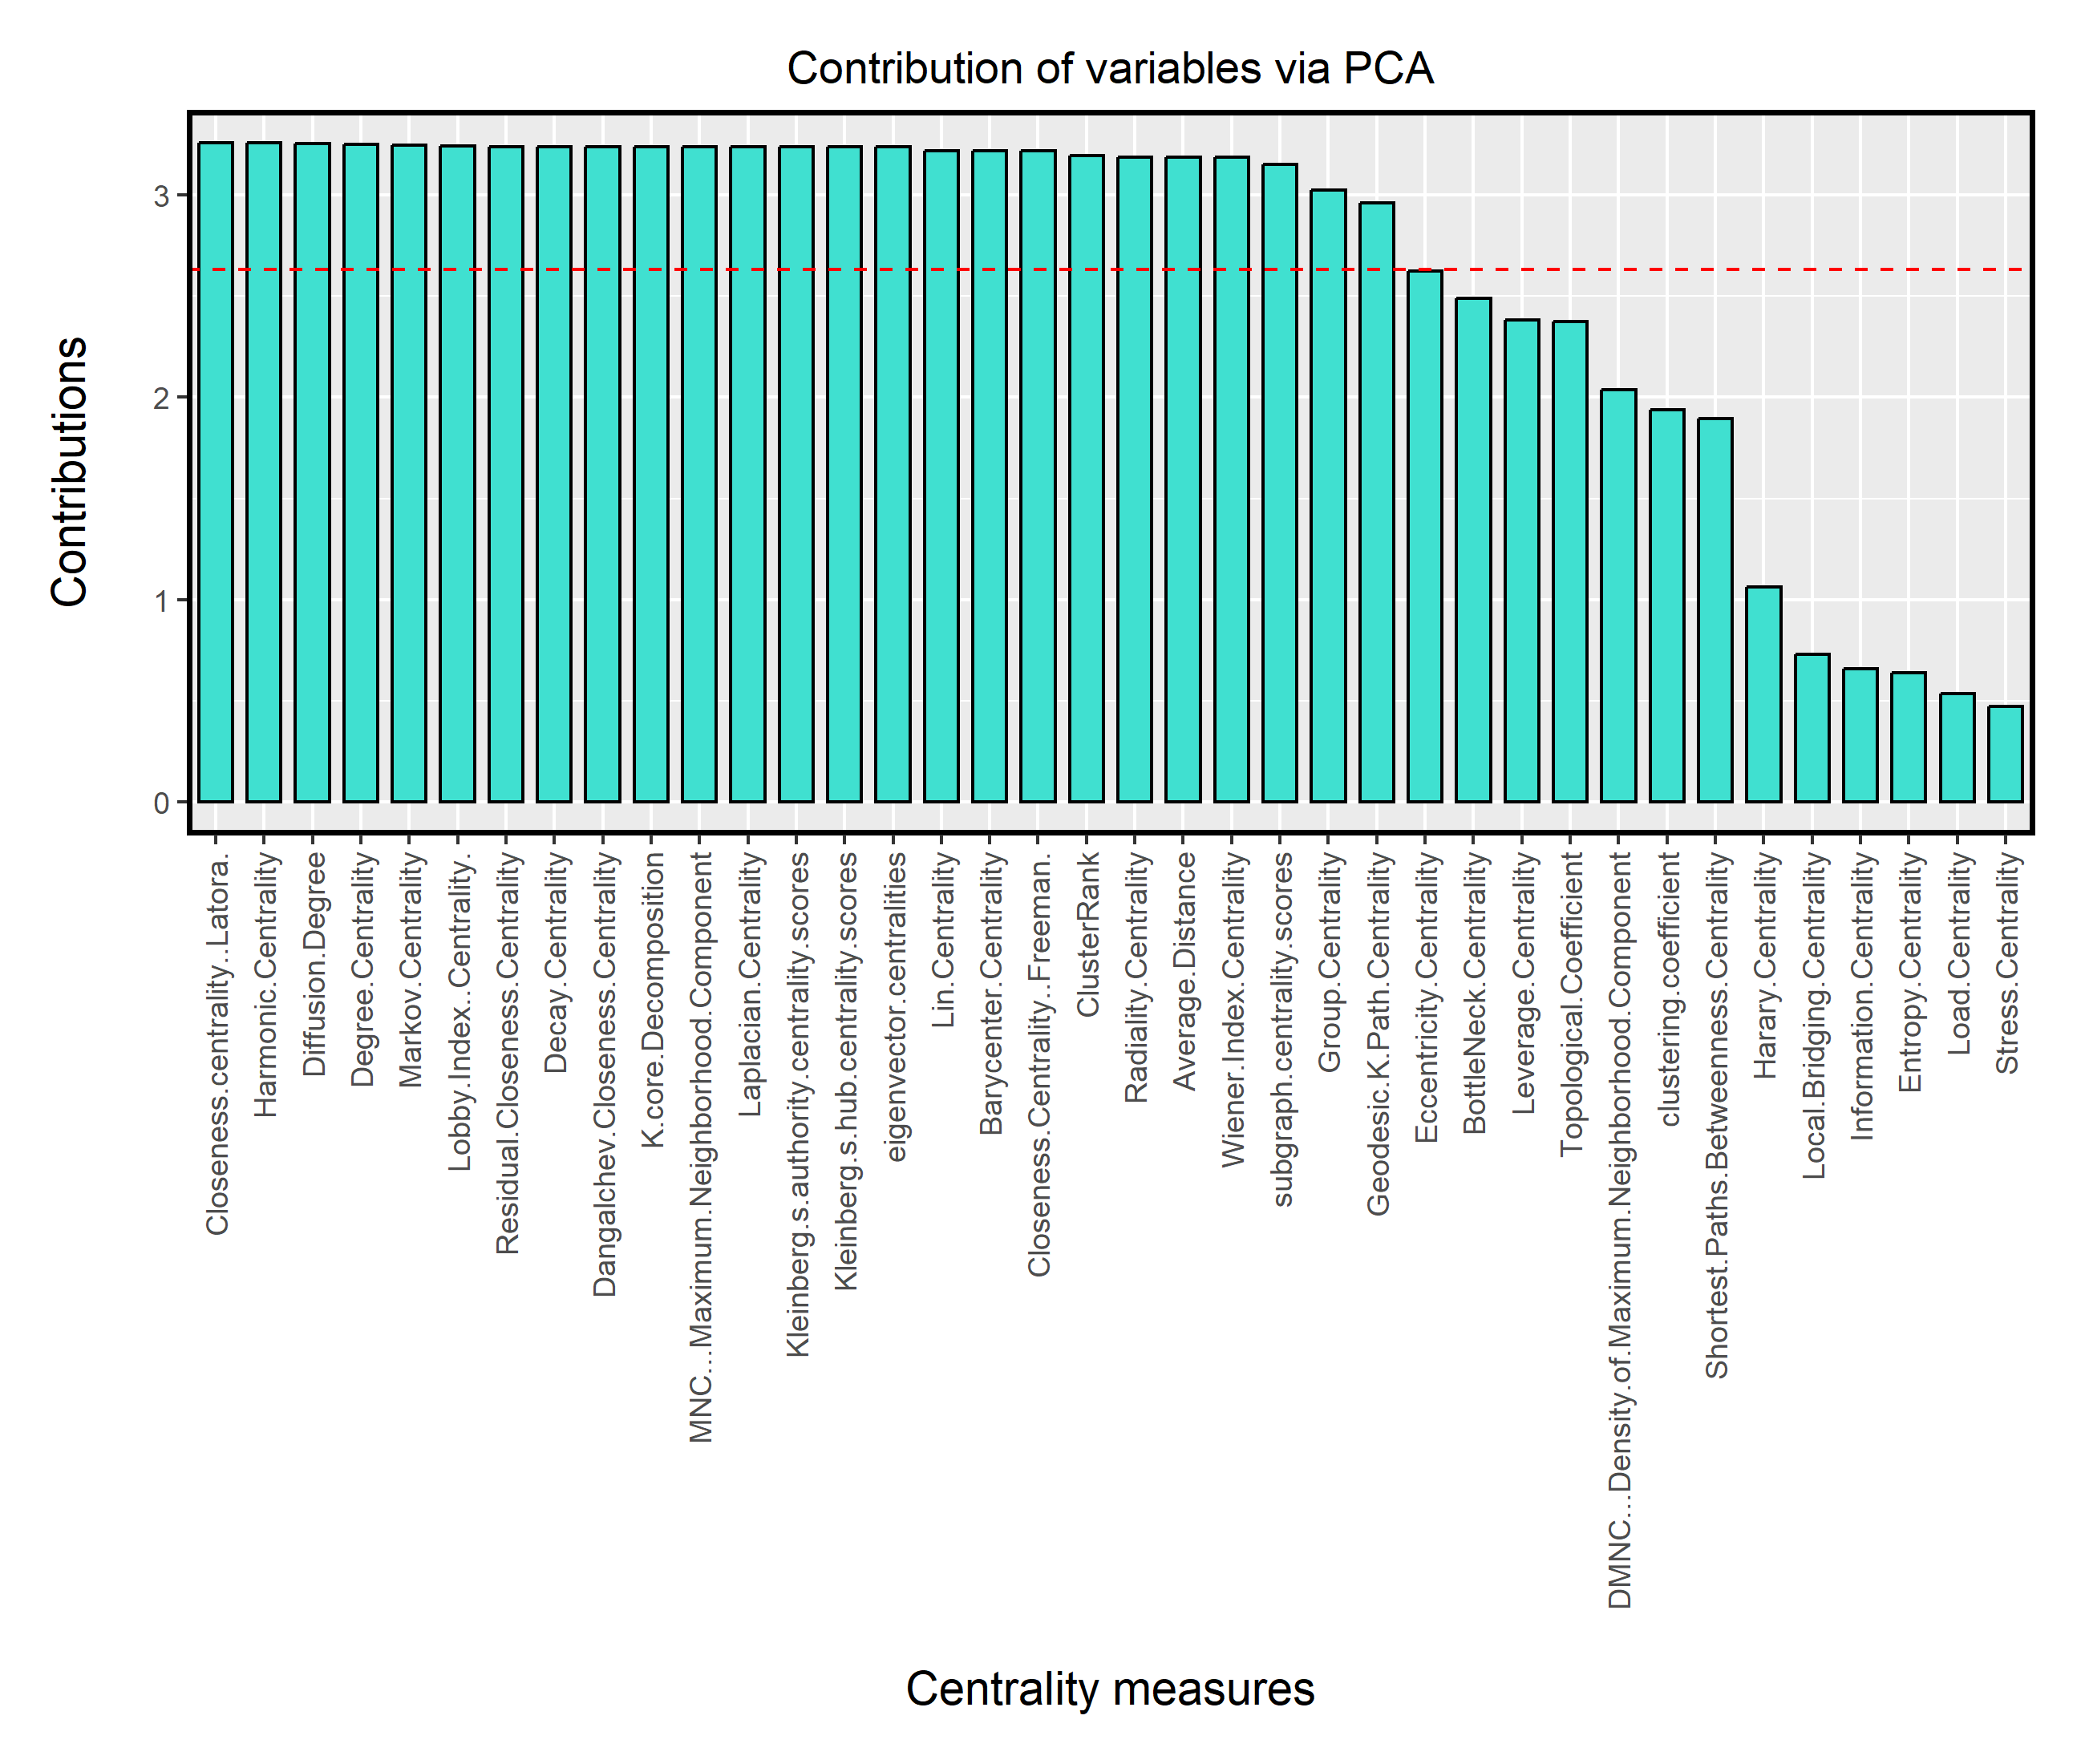 Contribution of variables via PCA
Contributions
3
2
1
0
Closeness.centrality..Latora.
Harmonic.Centrality
Diffusion.Degree
Degree.Centrality
Markov.Centrality
Lobby.Index..Centrality.
Residual.Closeness.Centrality
Decay.Centrality
Dangalchev.Closeness.Centrality
K.core.Decomposition
MNC...Maximum.Neighborhood.Component
Laplacian.Centrality
Kleinberg.s.authority.centrality.scores
Kleinberg.s.hub.centrality.scores
eigenvector.centralities
Lin.Centrality
Barycenter.Centrality
Closeness.Centrality..Freeman.
ClusterRank
Radiality.Centrality
Average.Distance
Wiener.Index.Centrality
subgraph.centrality.scores
Group.Centrality
Geodesic.K.Path.Centrality
Eccentricity.Centrality
BottleNeck.Centrality
Leverage.Centrality
Topological.Coefficient
DMNC...Density.of.Maximum.Neighborhood.Component
clustering.coefficient
Shortest.Paths.Betweenness.Centrality
Harary.Centrality
Local.Bridging.Centrality
Information.Centrality
Entropy.Centrality
Load.Centrality
Stress.Centrality
Centrality measures